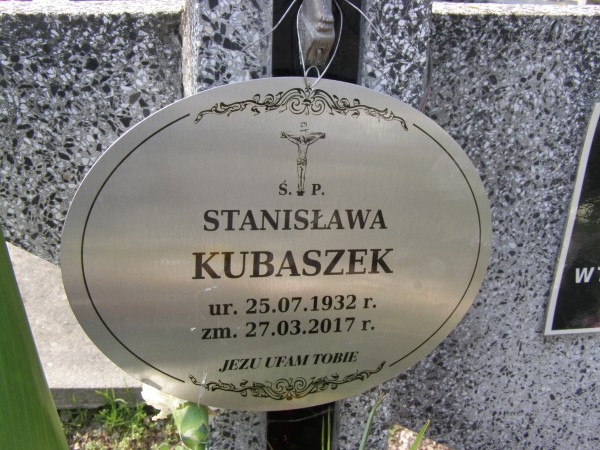 Ś. P.
STANISŁAWA
KUBASZEK
ur. 25.07.1932 r.
zm. 27.03.2017 r.
JEZU UFAM TOBIE
W